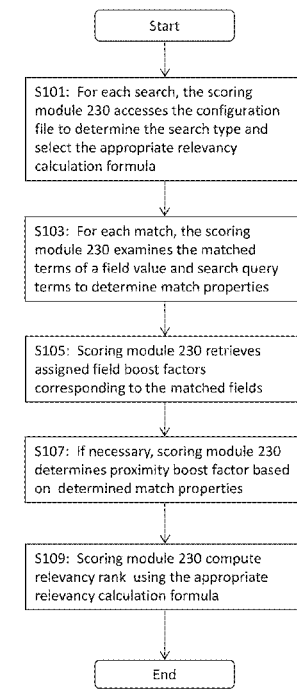 Start
S101: For each search, the scoring
module 230 accesses the configuration
file to determine the search type and
select the appropriate relevancy
calculation formula
S103: For each match, the scoring
module 230 examines the matched
terms of a field value and search query
terms to determine match properties
S105: Scoring module 230 retrieves
assigned field boost factors
corresponding to the matched fields
S107: If necessary, scoring module 230
determines proximity boost factor based
on determined match properties
S109: Scoring module 230 compute
relevancy rank using the appropriate
relevancy calculation formula
End